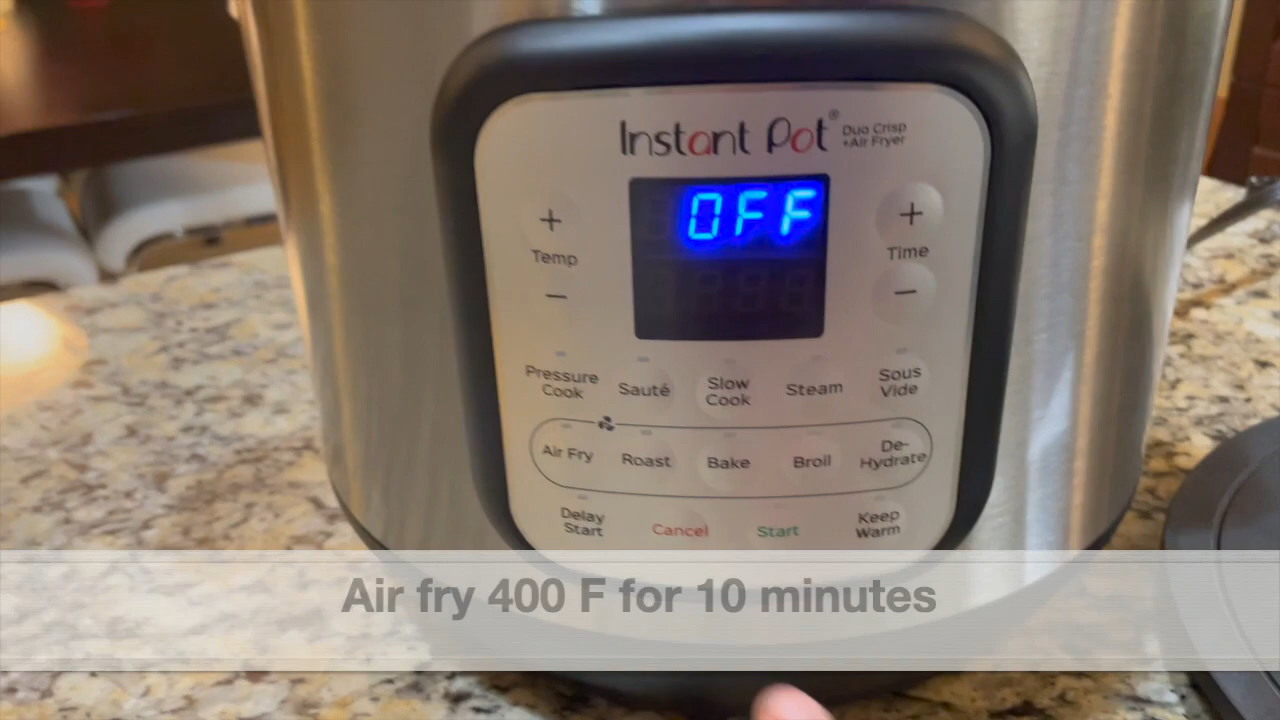 Instant Pot®
Duo Crisp
+Air Fryer
OFF
+
Temp
−
+
Time
−
Pressure
Cook
Sauté
Slow
Cook
Steam
Sous
Vide
Air Fry
Roast
Bake
Broil
De-
Hydrate
Delay
Start
Cancel
Start
Keep
Warm
Air fry 400 F for 10 minutes